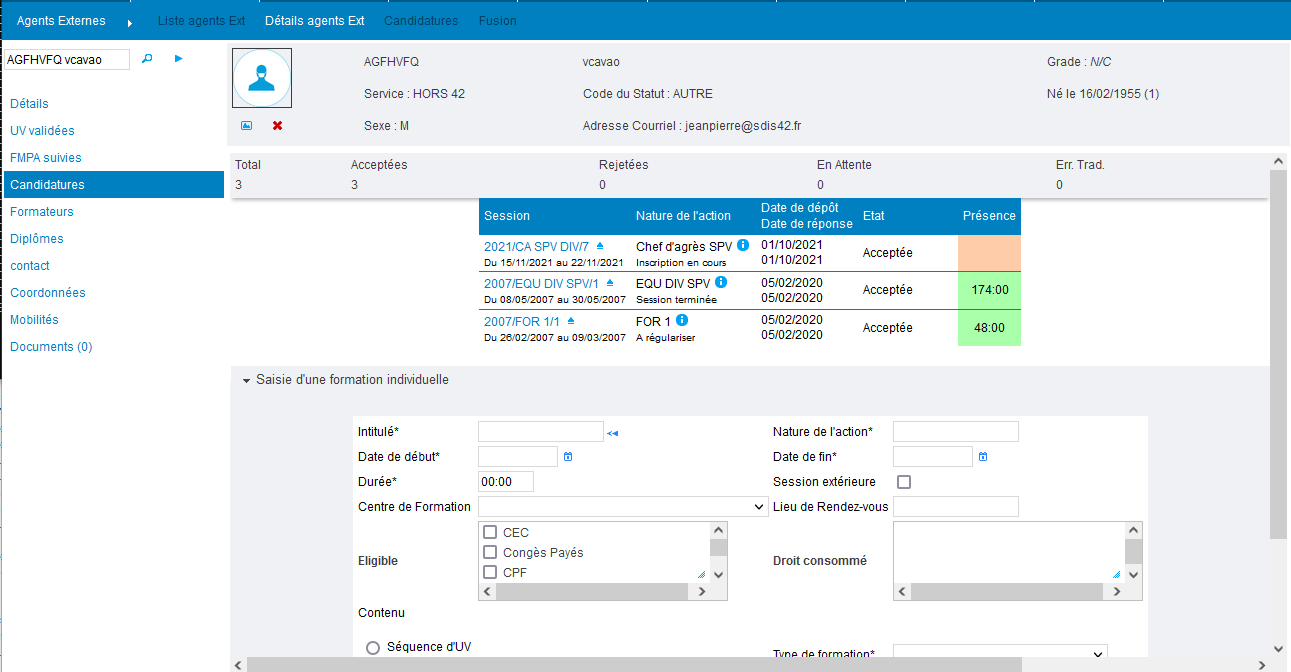 Agents Externes Liste agents Ext Détails agents Ext Candidatures Fusion
AGFHVFQ vcavao
Détails
UV validées
FMPA suivies
Candidatures
Formateurs
Diplômes
contact
Coordonnées
Mobilités
Documents (0)
AGFHVFQ vcavao Grade : N/C
Service : HORS 42 Code du Statut : AUTRE Né le 16/02/1955 (1)
Sexe : M Adresse Courriel : jeanpierre@sdis42.fr
Total Acceptées Rejetées En Attente Err. Trad.
3 3 0 0 0
Session Nature de l'action Date de dépôt Etat Présence
Date de réponse
2021/CA SPV DIV/7 Chef d'agrès SPV 01/10/2021 Acceptée
Du 15/11/2021 au 22/11/2021 Inscription en cours 01/10/2021
2007/EQU DIV SPV/1 EQU DIV SPV 05/02/2020 Acceptée 174:00
Du 08/05/2007 au 30/05/2007 Session terminée 05/02/2020
2007/FOR 1/1 FOR 1 05/02/2020 Acceptée 48:00
Du 26/02/2007 au 09/03/2007 A régulariser 05/02/2020
Saisie d'une formation individuelle
Intitulé* Nature de l'action*
Date de début* Date de fin*
Durée* 00:00 Session extérieure
Centre de Formation Lieu de Rendez-vous
Eligible Droit consommé
CEC
Congès Payés
CPF
Contenu
Séquence d'UV
Type de formation*